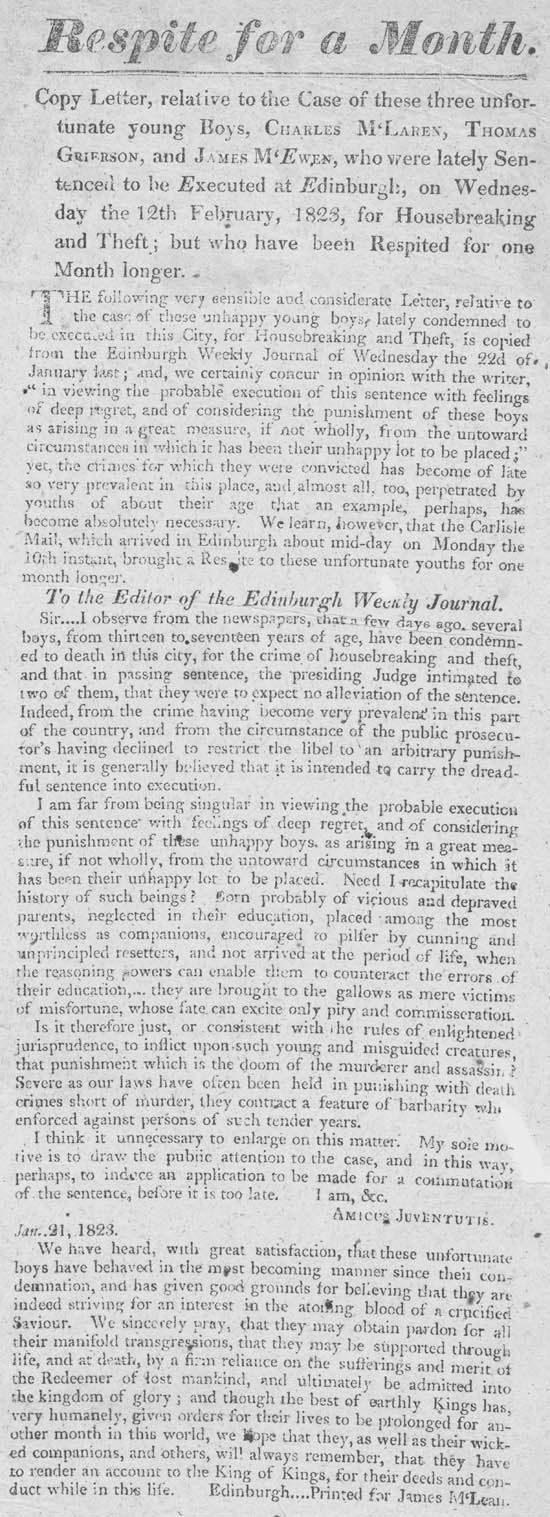 Respite for a Month.
Copy Letter, relative to the Case of these three unfor-
tunate young Boys, CHARLES M‘LAREN, THOMAS
GRIERSON, and JAMES M‘EWEN, who were lately Sen-
tenced to be Executed at Edinburgh, on Wednes-
day the 12th February, 1823, for Housebreaking
and Theft; but who have been Respited for one
Month longer.
THE following very sensible and considerate Letter, relative to
the case of these unhappy young boys, lately condemned to
be executed in this City, for Housebreaking and Theft, is copied
from the Edinburgh Weekly Journal of Wednesday the 22d of
January last; and, we certainly concur in opinion with the writer,
“ in viewing the probable execution of this sentence with feelings
of deep regret, and of considering the punishment of these boys
as arising in a great measure, if not wholly, from the untoward
circumstances in which it has been their unhappy lot to be placed;”
yet, the crimes for which they were convicted has become of late
so very prevalent in this place, and almost all, too, perpetrated by
youths of about their age that an example, perhaps, has
become absolutely necessary. We learn, however, that the Carlisle
Mail, which arrived in Edinburgh about mid-day on Monday the
10th instant, brought a Respite to these unfortunate youths for one
month longer.
To the Editor of the Edinburgh Weekly Journal.
Sir....I observe from the newspapers, that a few days ago, several
boys, from thirteen to seventeen years of age, have been condemn-
ed to death in this city, for the crime of housebreaking and theft,
and that in passing sentence, the presiding Judge intimated to
two of them, that they were to expect no alleviation of the sentence.
Indeed, from the crime having become very prevalent in this part
of the country, and from the circumstance of the public prosecu-
tor's having declined to restrict the libel to an arbitrary punish-
ment, it is generally believed that it is intended to carry the dread-
ful sentence into execution.
I am far from being singular in viewing the probable execution
of this sentence with feelings of deep regret, and of considering
the punishment of these unhappy boys. as arising in a great mea-
sure, if not wholly, from the untoward circumstances in which it
has been their unhappy lot to be placed. Need I recapitulate the
history of such beings? Born probably of vicious and depraved
parents, neglected in their education, placed among the most
worthless as companions, encouraged to pilfer by cunning and
unprincipled resetters, and not arrived at the period of life, when
the reasoning powers can enable them to counteract the errors of
their education,... they are brought to the gallows as mere victims
of misfortune, whose fate can excite only pity and commisseration.
Is it therefore just, or consistent with the rules of enlightened
jurisprudence, to inflict upon such young and misguided creatures,
that punishment which is the doom of the murderer and assassin?
Severe as our laws have often been held in punishing with death
crimes short of murder, they contract a feature of barbarity
enforced against persons of such tender years.
I think it unnecessary to enlarge on this matter. My sole mo-
tive is to draw the public attention to the case, and in this way,
perhaps, to induce an application to be made for a commutation
of the sentence, before it is too late. I am, &c.
AMICUS JUVENTUTIS.
Jan. 21, 1823.
We have heard, with great satisfaction, that these unfortunate
boys have behaved in the most becoming manner since their con-
demnation, and has given good grounds for believing that they are
indeed striving for an interest in the atoning blood of a crucified
Saviour. We sincerely pray, that they may obtain pardon for all
their manifold transgressions, that they may be supported through
life, and at death, by a firm reliance on the sufferings and merit of
the Redeemer of lost mankind, and ultimately be admitted into
the kingdom of glory; and though the best of earthly Kings has,
very humanely, given orders for their lives to be prolonged for an-
other month in this world, we hope that they, as well as their wick-
ed companions, and others, will always remember, that they have
to render an account to the King of Kings, for their deeds and con-
duct while in this life. Edinburgh....Printed for James M‘Lean.